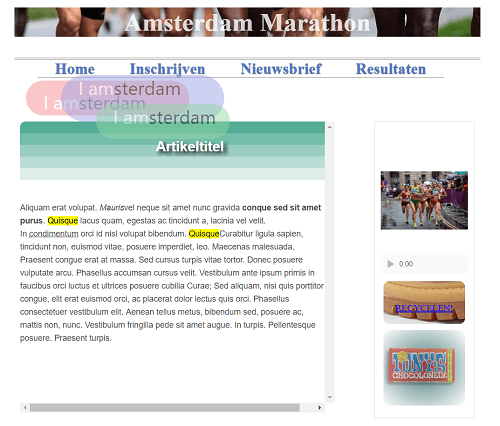 Amsterdam Marathon
Home Inschrijven Nieuwsbrief Resultaten
I amsterdam
I amsterdam
I amsterdam
Artikeltitel
Aliquam erat volutpat. Maurisvel neque sit amet nunc gravida conque sed sit amet
purus. Quisque lacus quam, egestas ac tincidunt a, lacinia vel velit.
In condimentum orci id nisl volupat bibendum. QuisqueCurabitur ligula sapien,
tincidunt non, euismod vitae, posuere imperdiet, leo. Maecenas malesuada.
Praesent congue erat at massa. Sed cursus turpis vitae tortor. Donec posuere
vulputate arcu. Phasellus accumsan cursus velit. Vestibulum ante ipsum primis in
faucibus orci luctus et ultrices posuere cubilia Curae; Sed aliquam, nisi quis porttitor
congue, elit erat euismod orci, ac placerat dolor lectus quis orci. Phasellus
consectetuer vestibulum elit. Aenean tellus metus, bibendum sed, posuere ac,
mattis non, nunc. Vestibulum fringilla pede sit amet augue. In turpis. Pellentesque
posuere. Praesent turpis.
0:00
RECYCELEN!
TONY'S
CHOCOLONELY